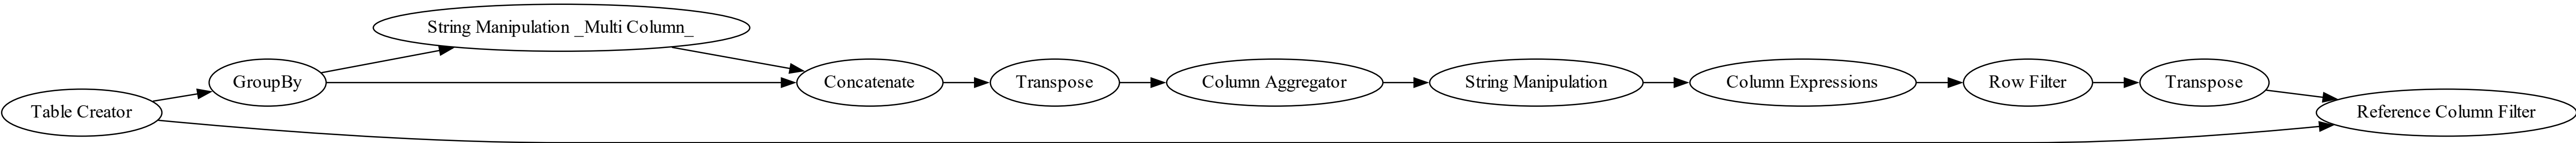 String Manipulation _Multi Column_
GroupBy
Concatenate
Transpose
Column Aggregator
String Manipulation
Column Expressions
Row Filter
Transpose
Table Creator
Reference Column Filter